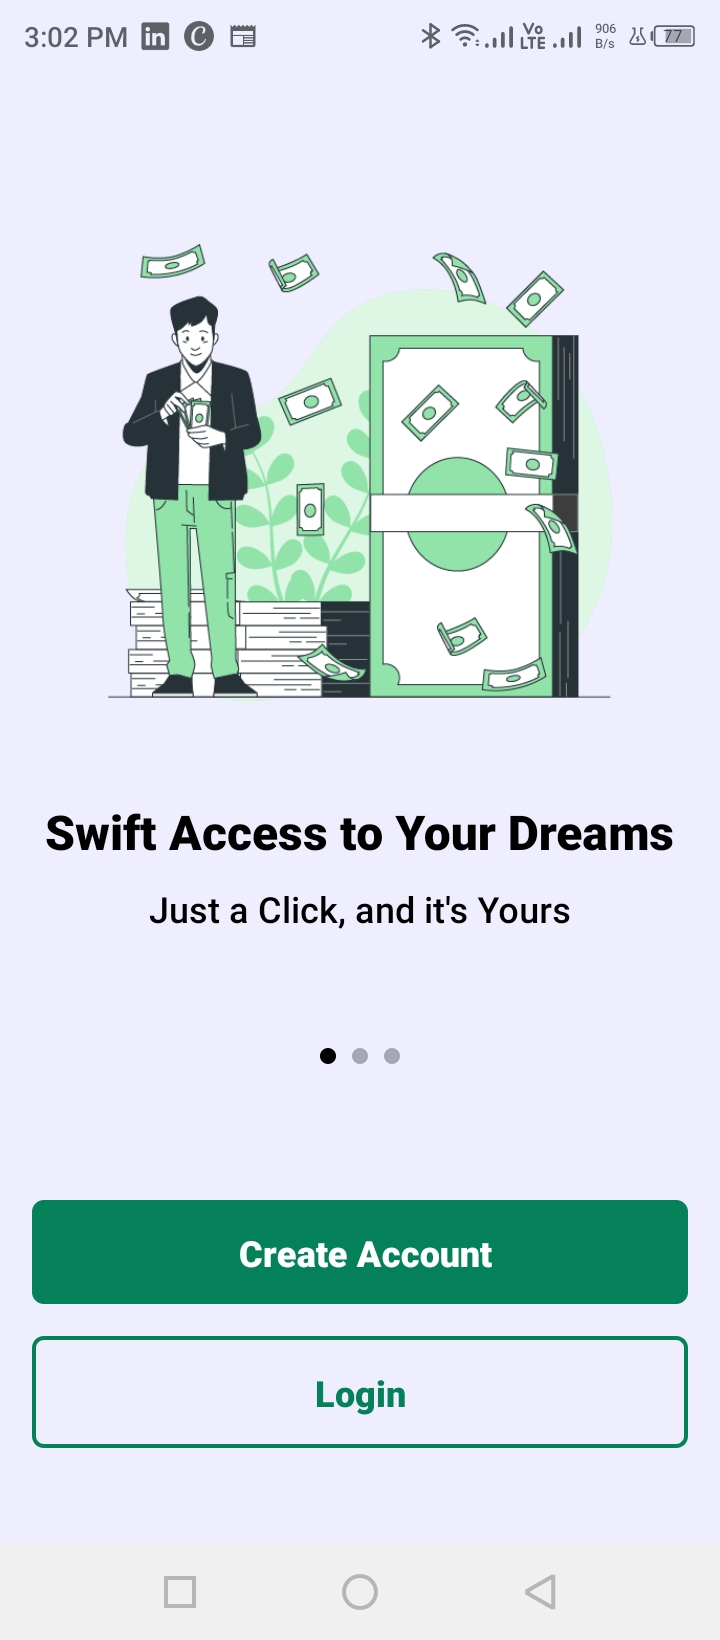 3:02 PM in C Vo LTE 906 B/s 77
Swift Access to Your Dreams
Just a Click, and it's Yours
Create Account
Login